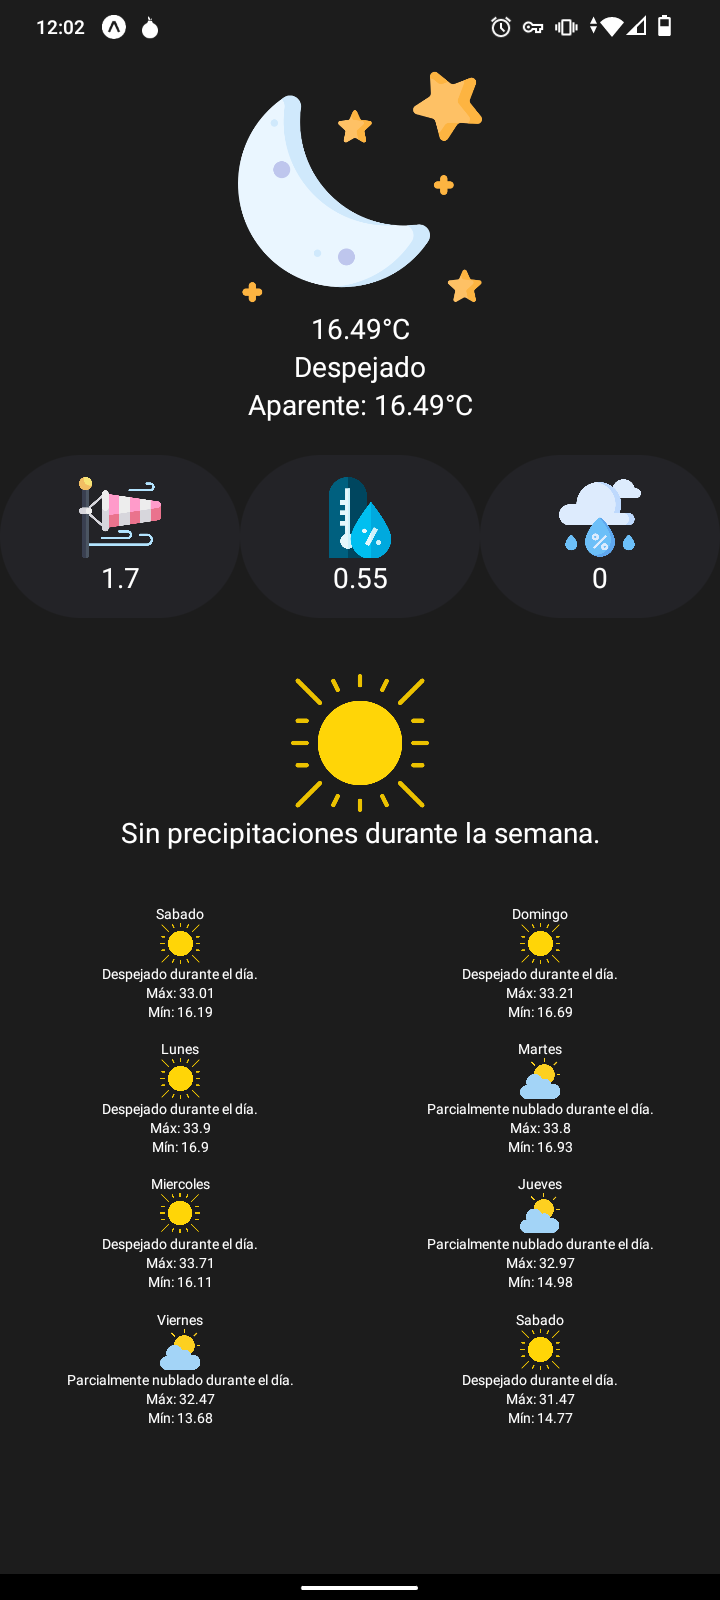 12:02
16.49°C
Despejado
Aparente: 16.49°C
1.7
0.55
0
Sin precipitaciones durante la semana.
Sabado
Despejado durante el día.
Máx: 33.01
Mín: 16.19
Domingo
Despejado durante el día.
Máx: 33.21
Mín: 16.69
Lunes
Despejado durante el día.
Máx: 33.9
Mín: 16.9
Martes
Parcialmente nublado durante el día.
Máx: 33.8
Mín: 16.93
Miercoles
Despejado durante el día.
Máx: 33.71
Mín: 16.11
Jueves
Parcialmente nublado durante el día.
Máx: 32.97
Mín: 14.98
Viernes
Parcialmente nublado durante el día.
Máx: 32.47
Mín: 13.68
Sabado
Despejado durante el día.
Máx: 31.47
Mín: 14.77